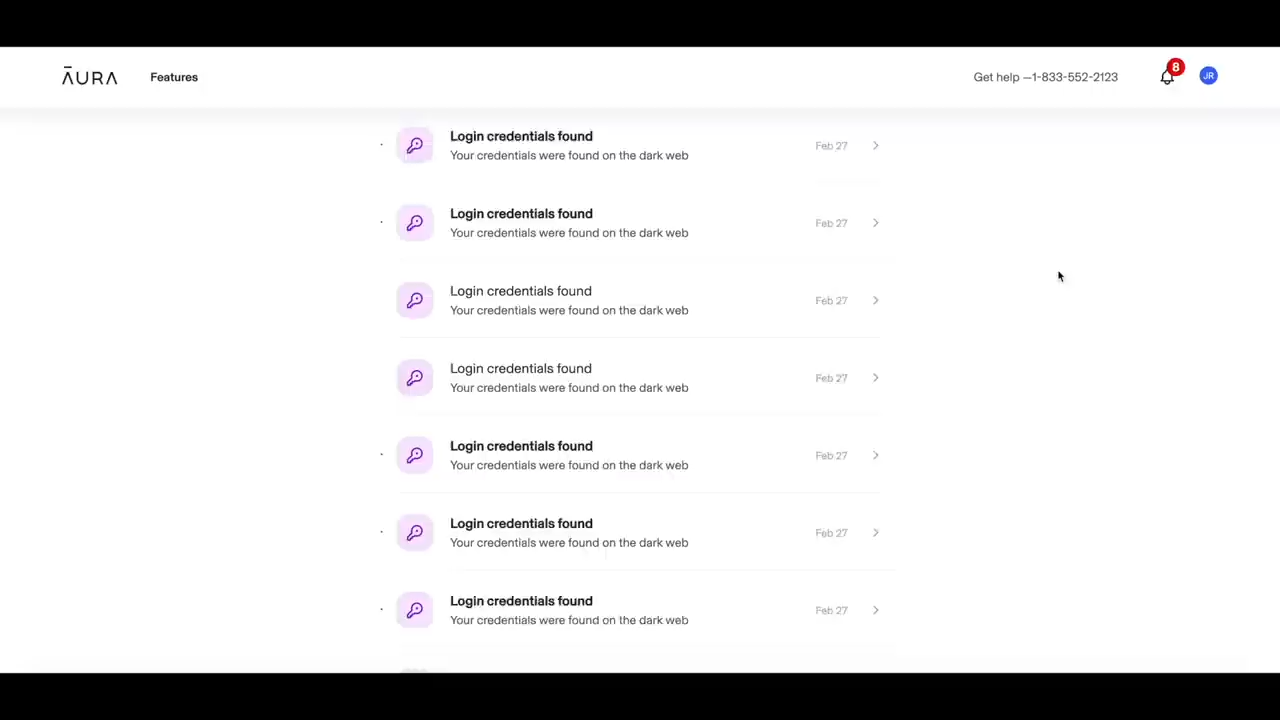 ĀURA
Features
Get help —1-833-552-2123
8
JR
Login credentials found
Your credentials were found on the dark web
Feb 27
Login credentials found
Your credentials were found on the dark web
Feb 27
Login credentials found
Your credentials were found on the dark web
Feb 27
Login credentials found
Your credentials were found on the dark web
Feb 27
Login credentials found
Your credentials were found on the dark web
Feb 27
Login credentials found
Your credentials were found on the dark web
Feb 27
Login credentials found
Your credentials were found on the dark web
Feb 27